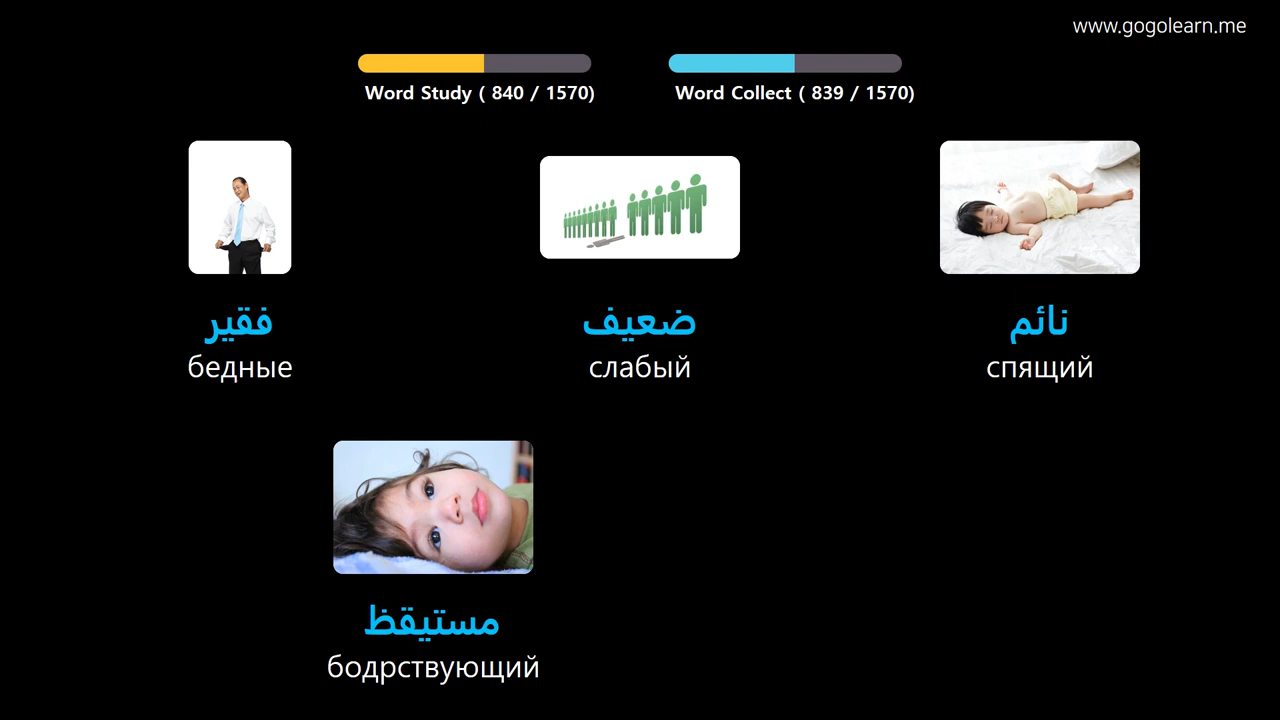 www.gogolearn.me
Word Study ( 840 / 1570)
Word Collect ( 839 / 1570)
فقير
бедные
ضعيف
слабый
نائم
спящий
مستيقظ
бодрствующий